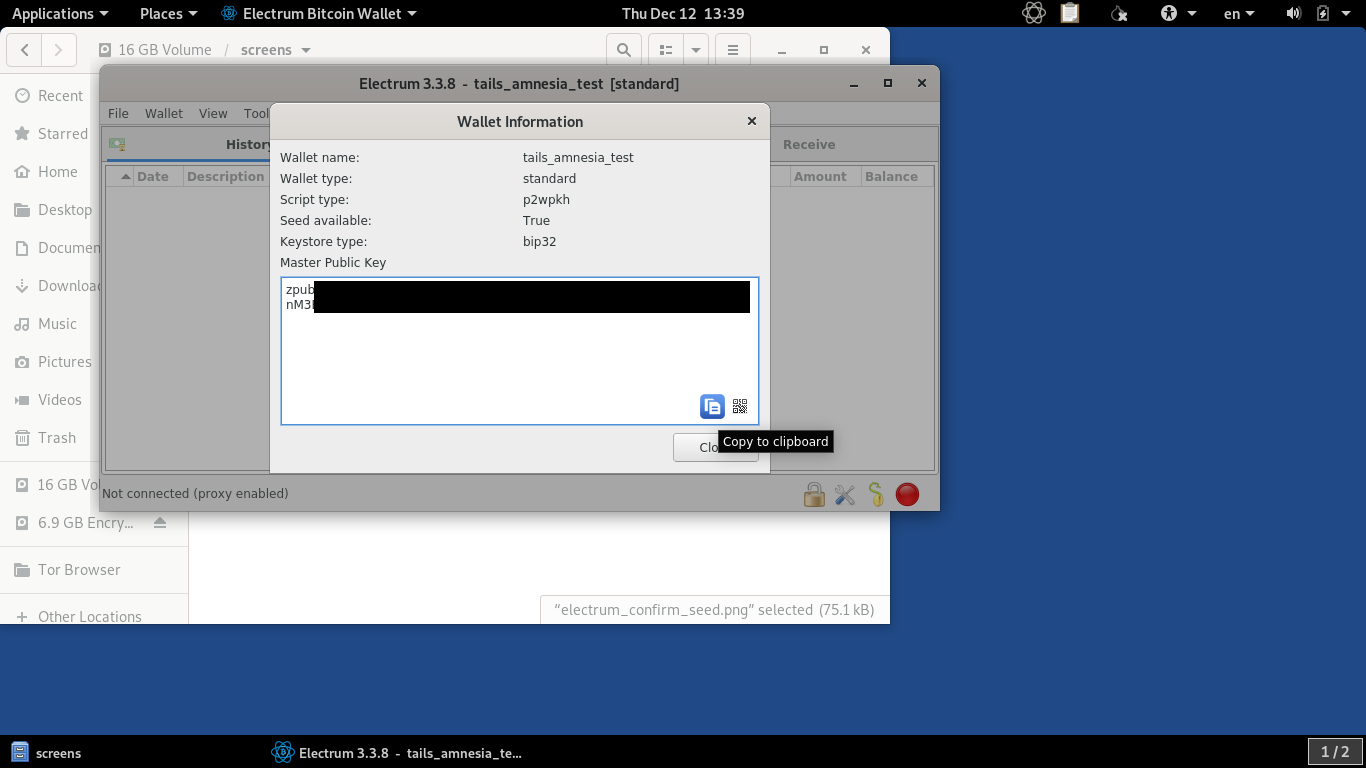 Applications Places Electrum Bitcoin Wallet Thu Dec 12 13:39 en
16 GB Volume / screens
Electrum 3.3.8 - tails_amnesia_test [standard]
Recent
Starred
Home
Desktop
Documen
Downloa
Music
Pictures
Videos
Trash
16 GB Vo
6.9 GB Encry...
Tor Browser
Other Locations
File Wallet View Tool
History Receive
Date Description Amount Balance
Wallet Information
Wallet name: tails_amnesia_test
Wallet type: standard
Script type: p2wpkh
Seed available: True
Keystore type: bip32
Master Public Key
zpub
nM3
Clo
Copy to clipboard
Not connected (proxy enabled)
“electrum_confirm_seed.png” selected (75.1 kB)
screens Electrum 3.3.8 - tails_amnesia_te... 1 / 2